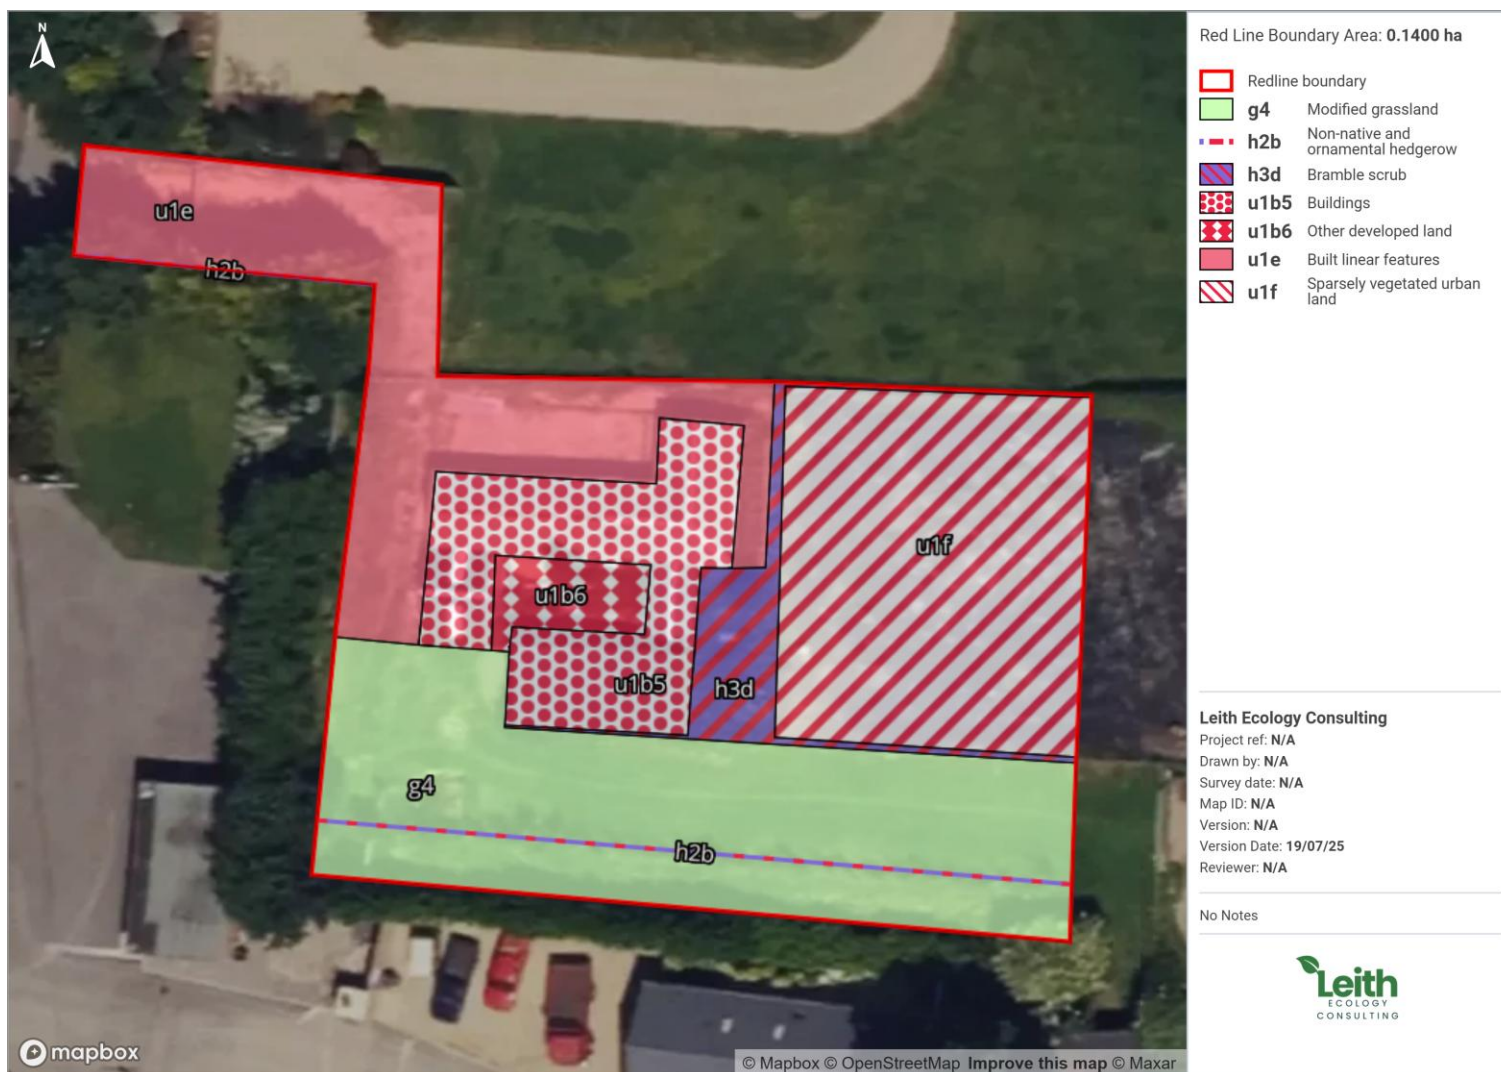 N
u1e
h2b
u1f
u1b6
u1b5
h3d
g4
h2b
mapbox
© Mapbox © OpenStreetMap Improve this map © Maxar
Red Line Boundary Area: 0.1400 ha
Redline boundary
g4 Modified grassland
h2b Non-native and
ornamental hedgerow
h3d Bramble scrub
u1b5 Buildings
u1b6 Other developed land
u1e Built linear features
u1f Sparsely vegetated urban
land
Leith Ecology Consulting
Project ref: N/A
Drawn by: N/A
Survey date: N/A
Map ID: N/A
Version: N/A
Version Date: 19/07/25
Reviewer: N/A
No Notes
Leith
ECOLOGY
CONSULTING